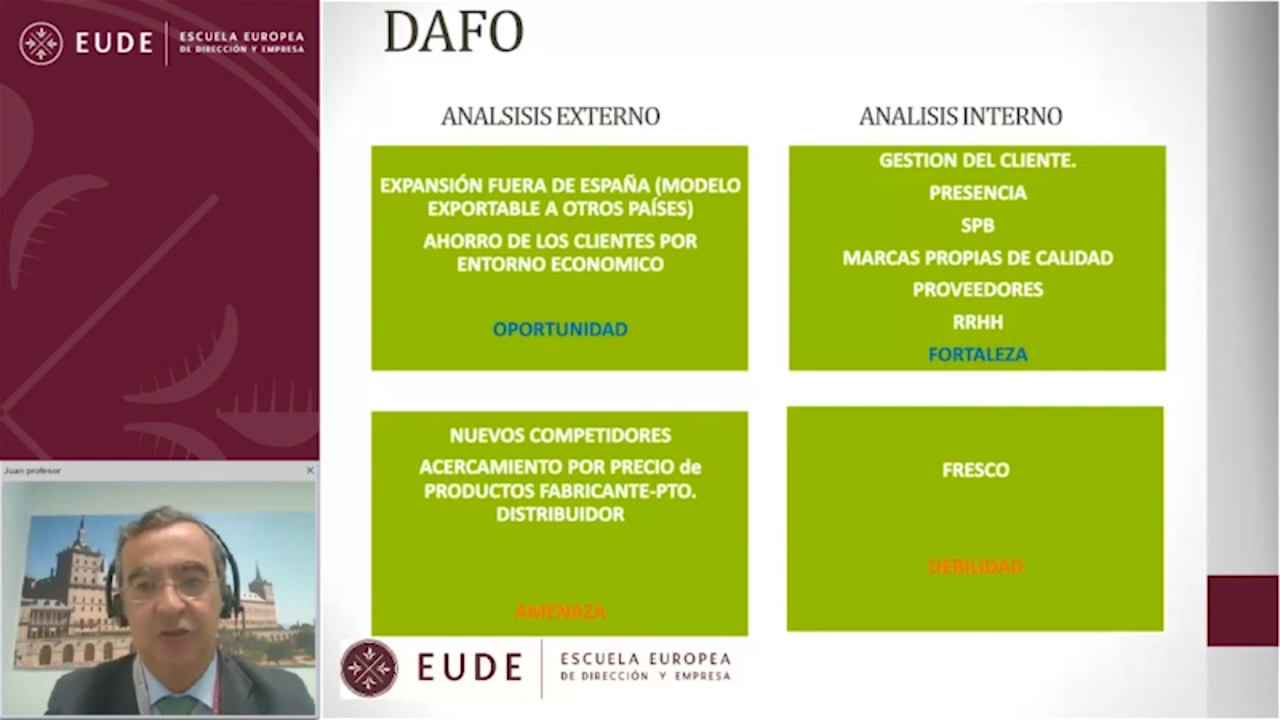 EUDE
ESCUELA EUROPEA
DE DIRECCIÓN Y EMPRESA
Juan profesor
DAFO
ANALSISIS EXTERNO
EXPANSIÓN FUERA DE ESPAÑA (MODELO
EXPORTABLE A OTROS PAÍSES)
AHORRO DE LOS CLIENTES POR
ENTORNO ECONOMICO
OPORTUNIDAD
ANALISIS INTERNO
GESTION DEL CLIENTE.
PRESENCIA
SPB
MARCAS PROPIAS DE CALIDAD
PROVEEDORES
RRHH
FORTALEZA
NUEVOS COMPETIDORES
ACERCAMIENTO POR PRECIO de
PRODUCTOS FABRICANTE-PTO.
DISTRIBUIDOR
AMENAZA
FRESCO
DEBILIDAD
EUDE
ESCUELA EUROPEA
DE DIRECCIÓN Y EMPRESA